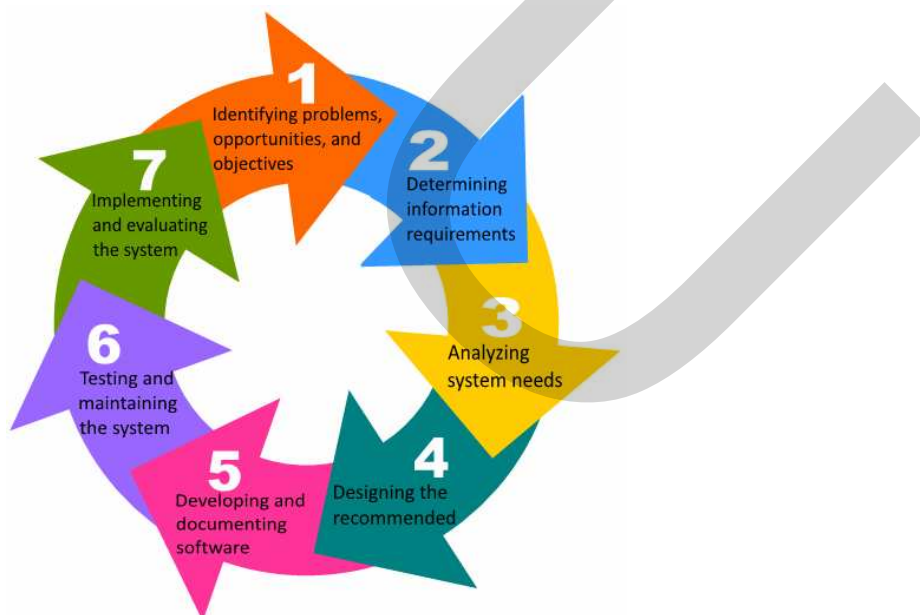 1
Identifying problems,
opportunities, and
objectives
2
Determining
information
requirements
3
Analyzing
system needs
4
Designing the
recommended
5
Developing and
documenting
software
6
Testing and
maintaining
the system
7
Implementing
and evaluating
the system